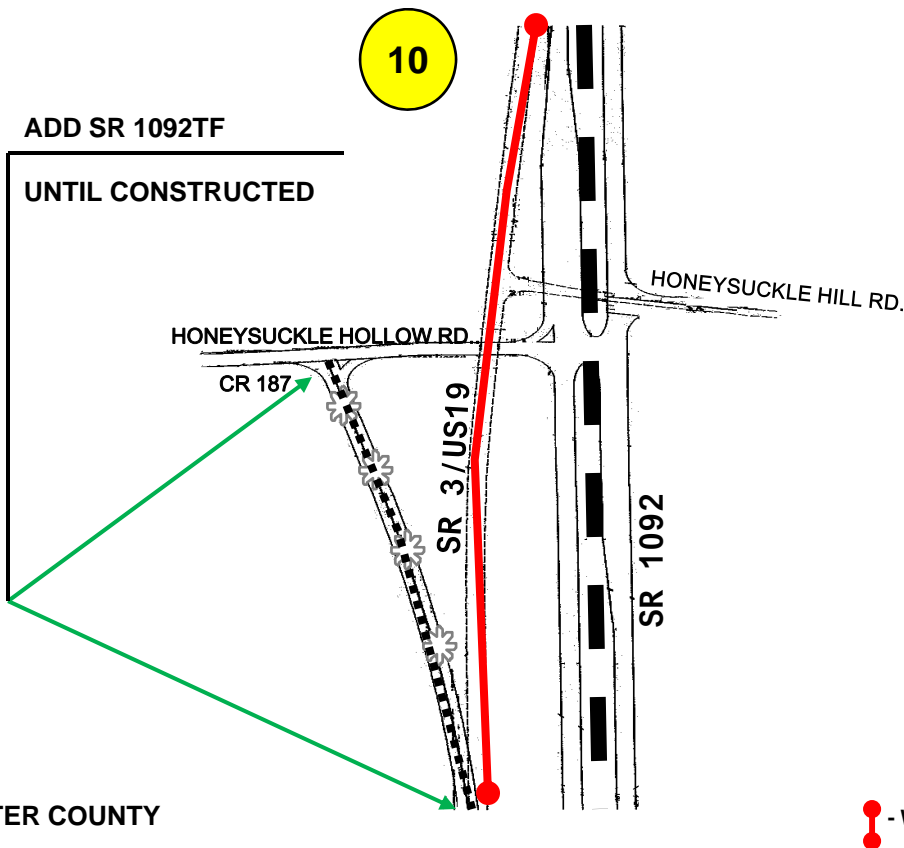 10
ADD SR 1092TF
UNTIL CONSTRUCTED
HONEYSUCKLE HILL RD.
HONEYSUCKLE HOLLOW RD.
CR 187
SR 3/US19
SR 1092
TER COUNTY
-